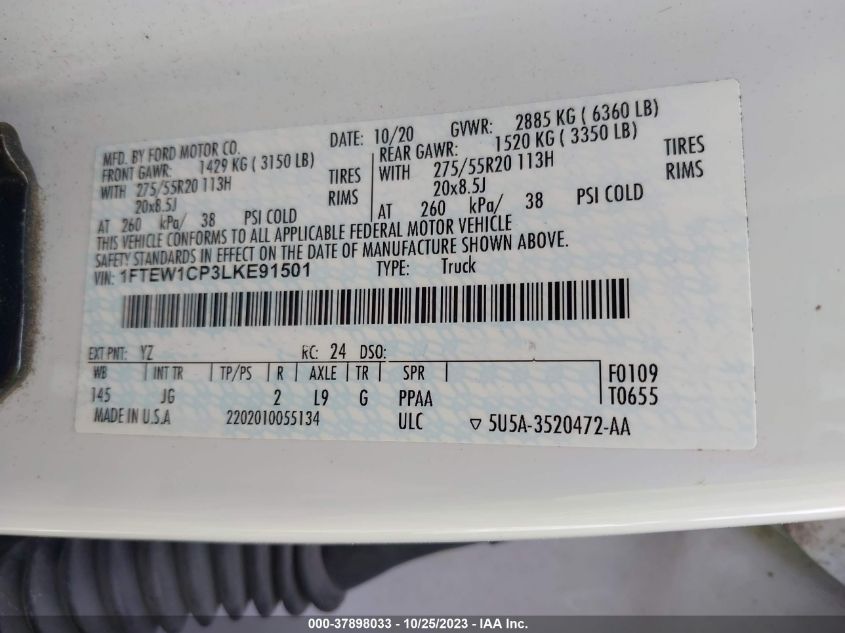 MFD. BY FORD MOTOR CO. DATE: 10/20 GVWR: 2885 KG ( 6360 LB)
FRONT GAWR: 1429 KG ( 3150 LB) REAR GAWR: 1520 KG ( 3350 LB)
WITH 275/55R20 113H TIRES WITH 275/55R20 113H TIRES
20x8.5J RIMS 20x8.5J RIMS
AT 260 kPa/ 38 PSI COLD AT 260 kPa/ 38 PSI COLD
THIS VEHICLE CONFORMS TO ALL APPLICABLE FEDERAL MOTOR VEHICLE
SAFETY STANDARDS IN EFFECT ON THE DATE OF MANUFACTURE SHOWN ABOVE.
VIN: 1FTEW1CP3LKE91501 TYPE: Truck
EXT PNT: YZ RC: 24 DSO:
WB INT TR TP/PS R AXLE TR SPR F0109
145 JG 2 L9 G PPAA T0655
MADE IN U.S.A 2202010055134 ULC ▽ 5U5A-3520472-AA
000-37898033 - 10/25/2023 - IAA Inc.